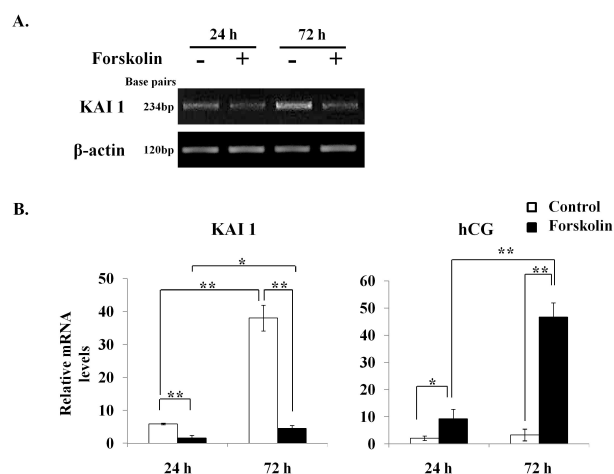 A.
24 h 72 h
Forskolin - + - +
Base pairs
KAI 1 234bp
β-actin 120bp
B.
Control
Forskolin
KAI 1 hCG
Relative mRNA
levels
50
40
30
20
10
0
*
** **
**
24 h 72 h
60
50
40
30
20
10
0
**
**
*
24 h 72 h